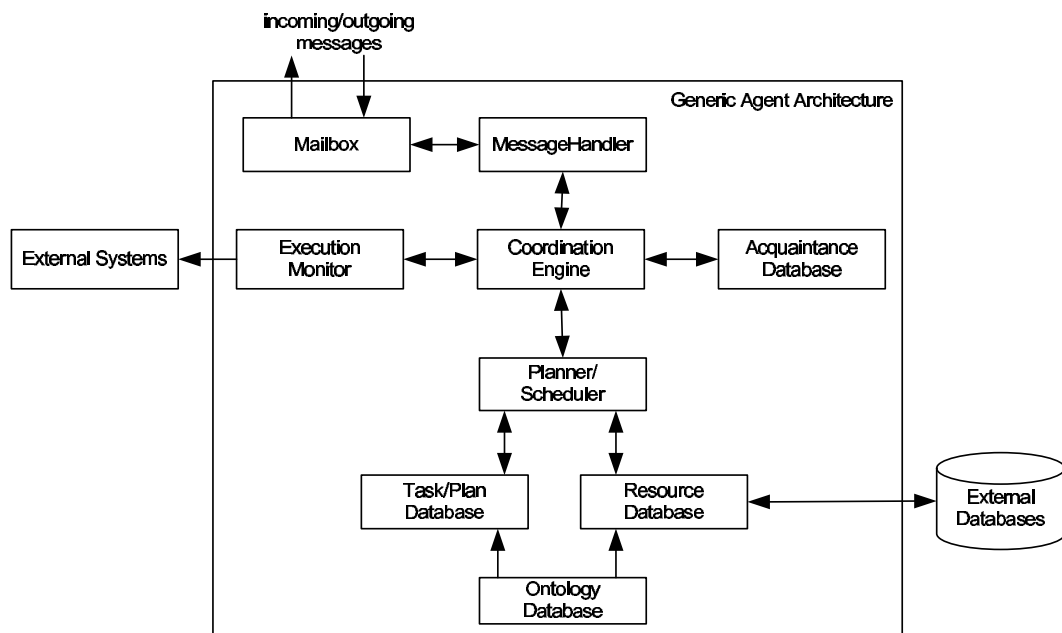 incoming/outgoing
messages
Generic Agent Architecture
Mailbox
MessageHandler
External Systems
Execution
Monitor
Coordination
Engine
Acquaintance
Database
Planner/
Scheduler
Task/Plan
Database
Resource
Database
External
Databases
Ontology
Database